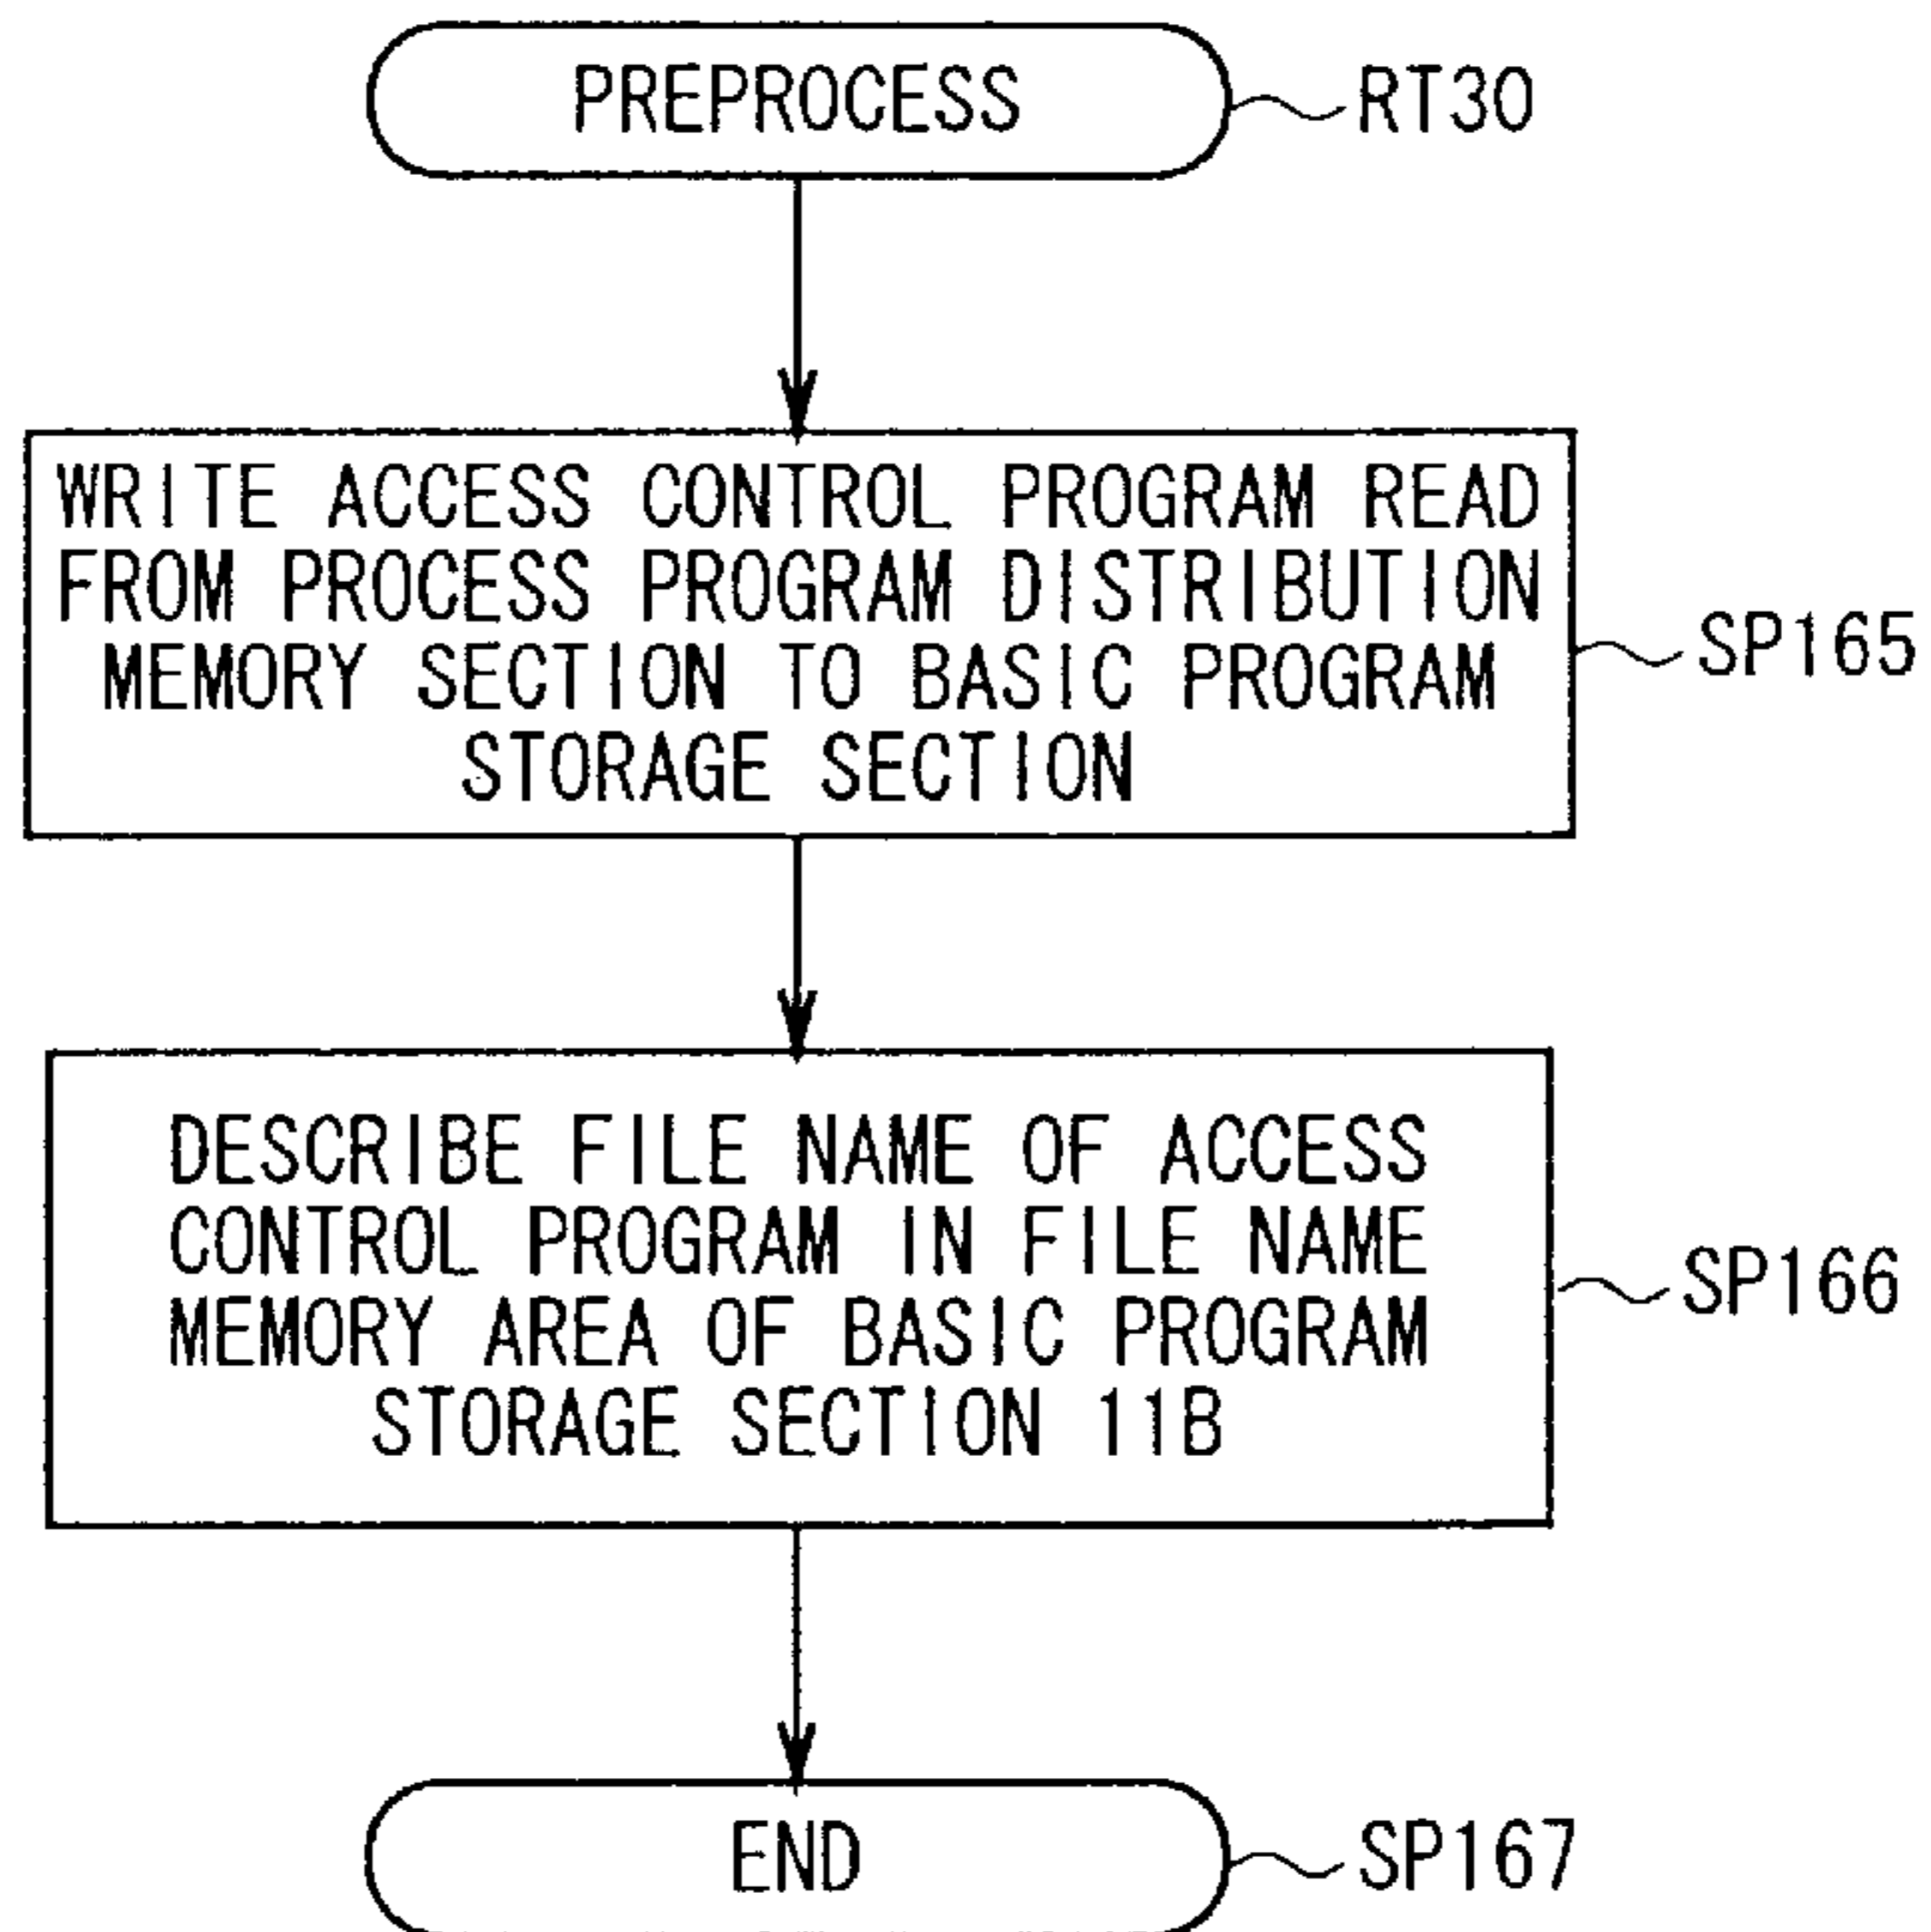 PREPROCESS
RT30
WRITE ACCESS CONTROL PROGRAM READ
FROM PROCESS PROGRAM DISTRIBUTION
MEMORY SECTION TO BASIC PROGRAM
STORAGE SECTION
SP165
DESCRIBE FILE NAME OF ACCESS
CONTROL PROGRAM IN FILE NAME
MEMORY AREA OF BASIC PROGRAM
STORAGE SECTION 11B
SP166
END
SP167